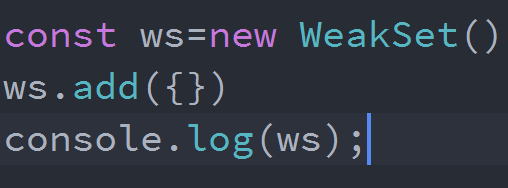 const ws=new WeakSet()
ws.add({})
console.log(ws);